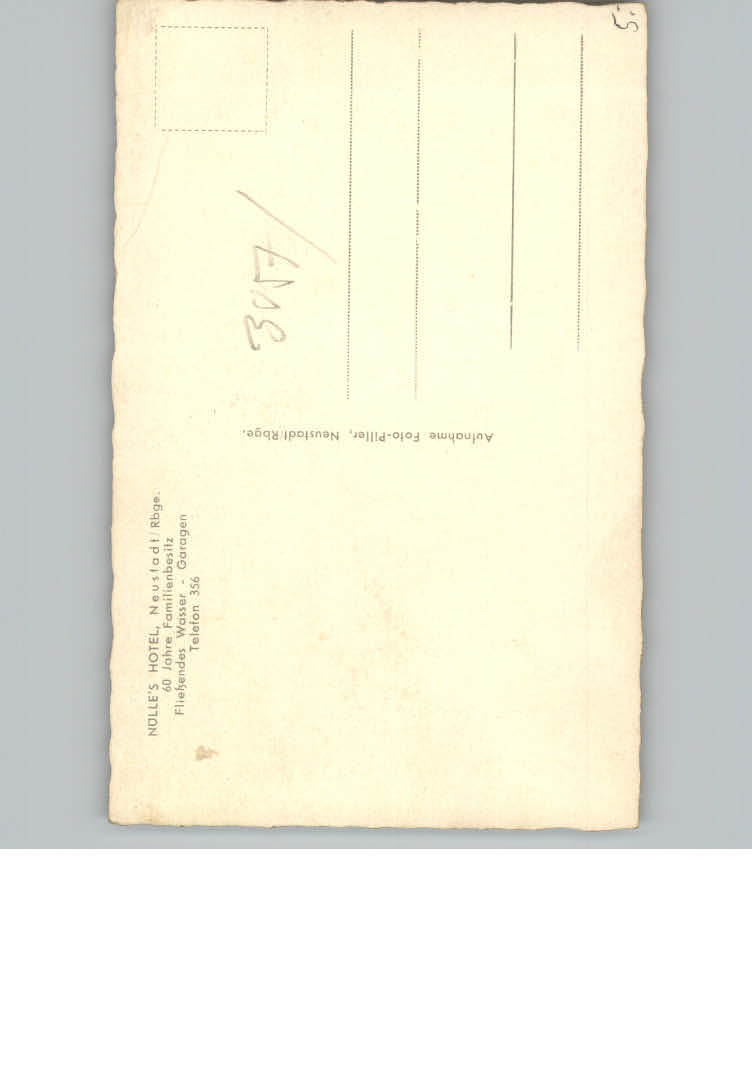 NÜLLE'S HOTEL, Neustadt/Rbge.
60 Jahre Familienbesitz
Fließendes Wasser - Garagen
Telefon 356
Aufnahme Foto-Piller, Neustadt/Rbge.
3057/
5.-